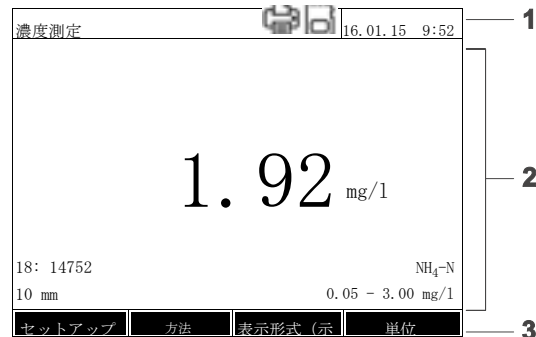 濃度測定 16.01.15 9:52 1
1.92 mg/l 2
18: 14752 NH₄-N
10 mm 0.05 - 3.00 mg/l
セットアップ 方法 表示形式（示 単位 3